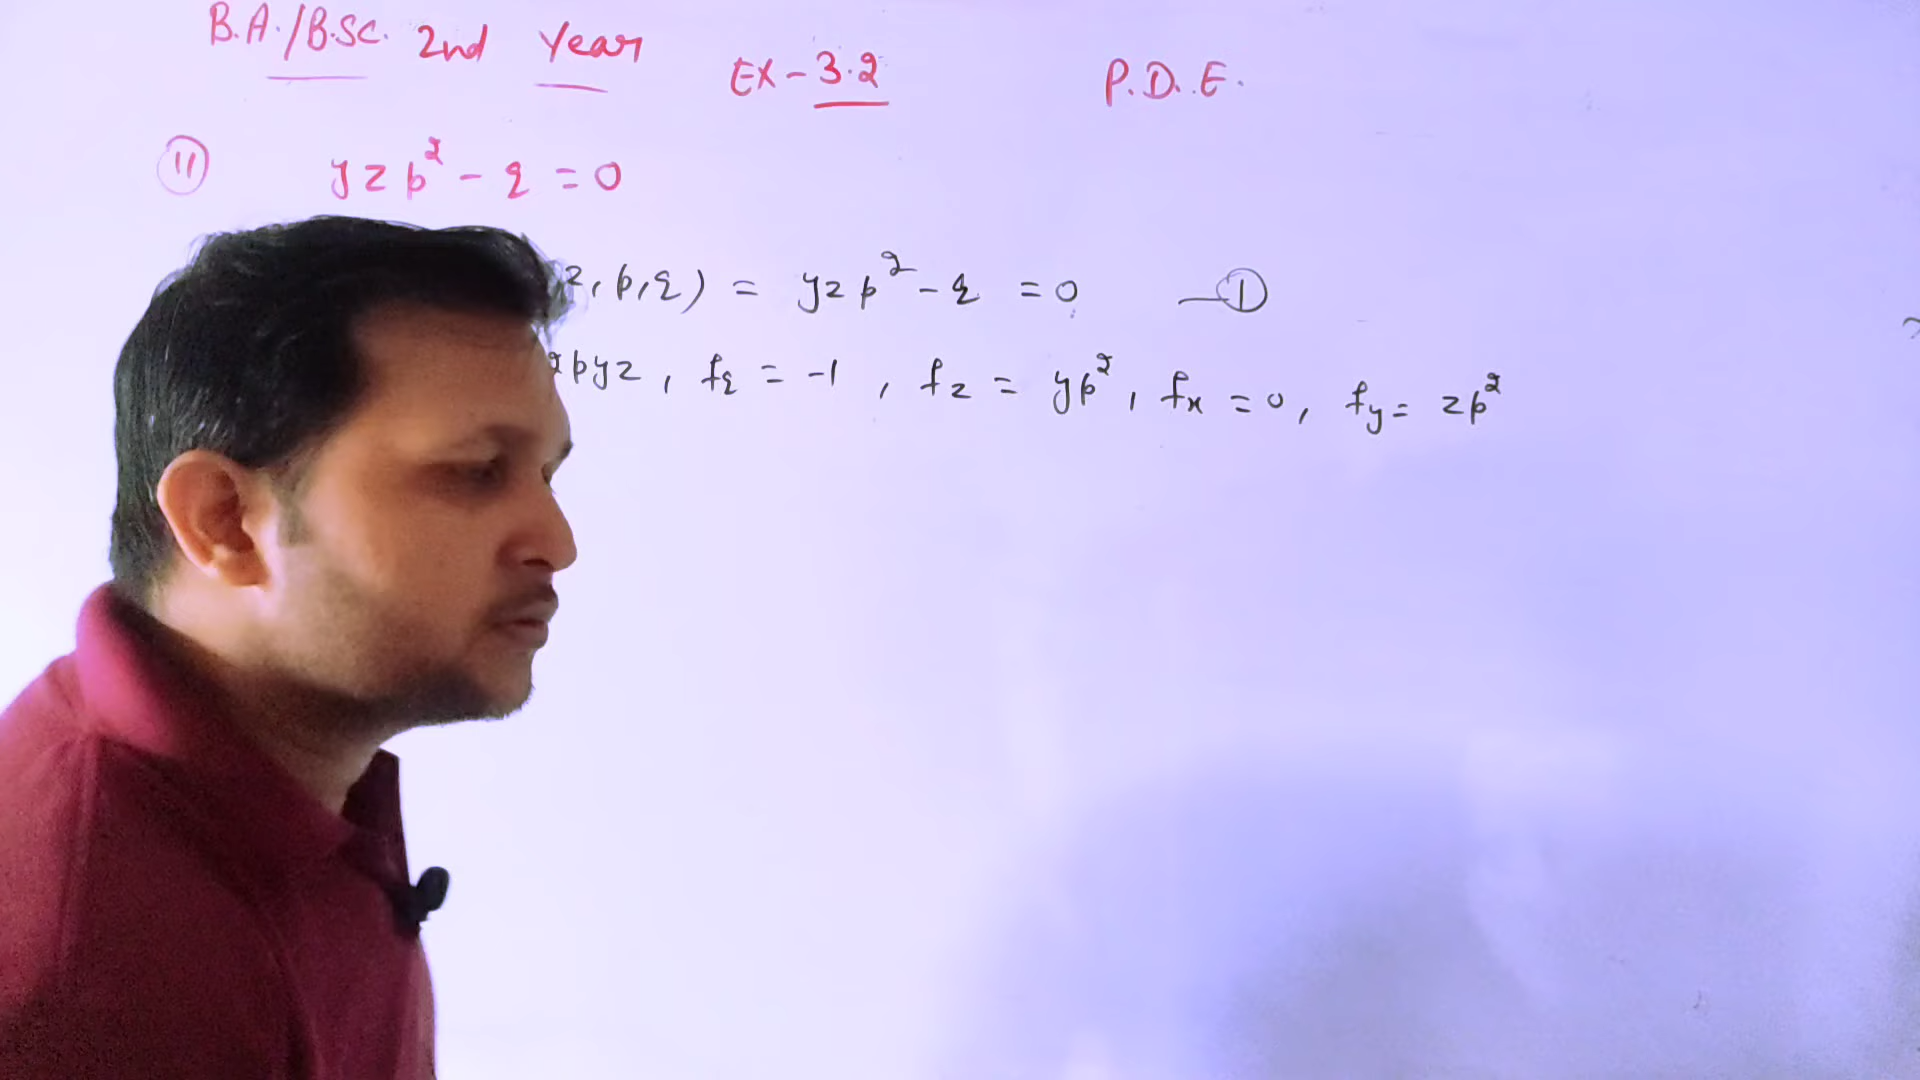 B.A./B.Sc. 2nd Year EX-3.2 P.D.E.
11 yzp² - q = 0
z, p, q) = yzp² - q = 0 —①
2pyz, fq = -1, fz = yp², fx = 0, fy = zp²